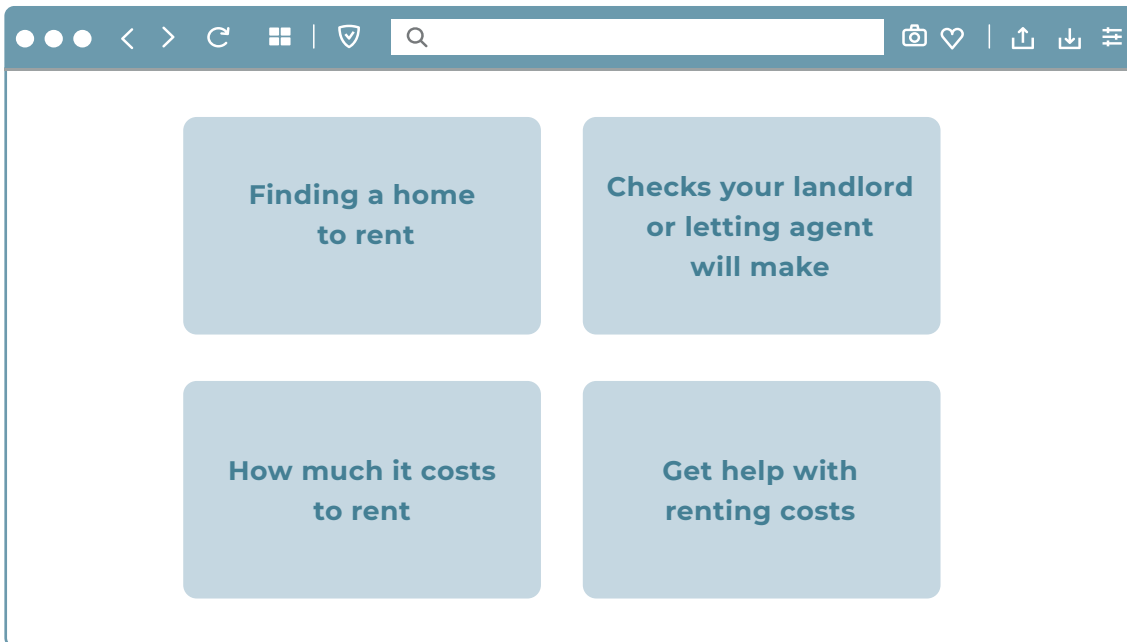 Finding a home
to rent
Checks your landlord
or letting agent
will make
How much it costs
to rent
Get help with
renting costs